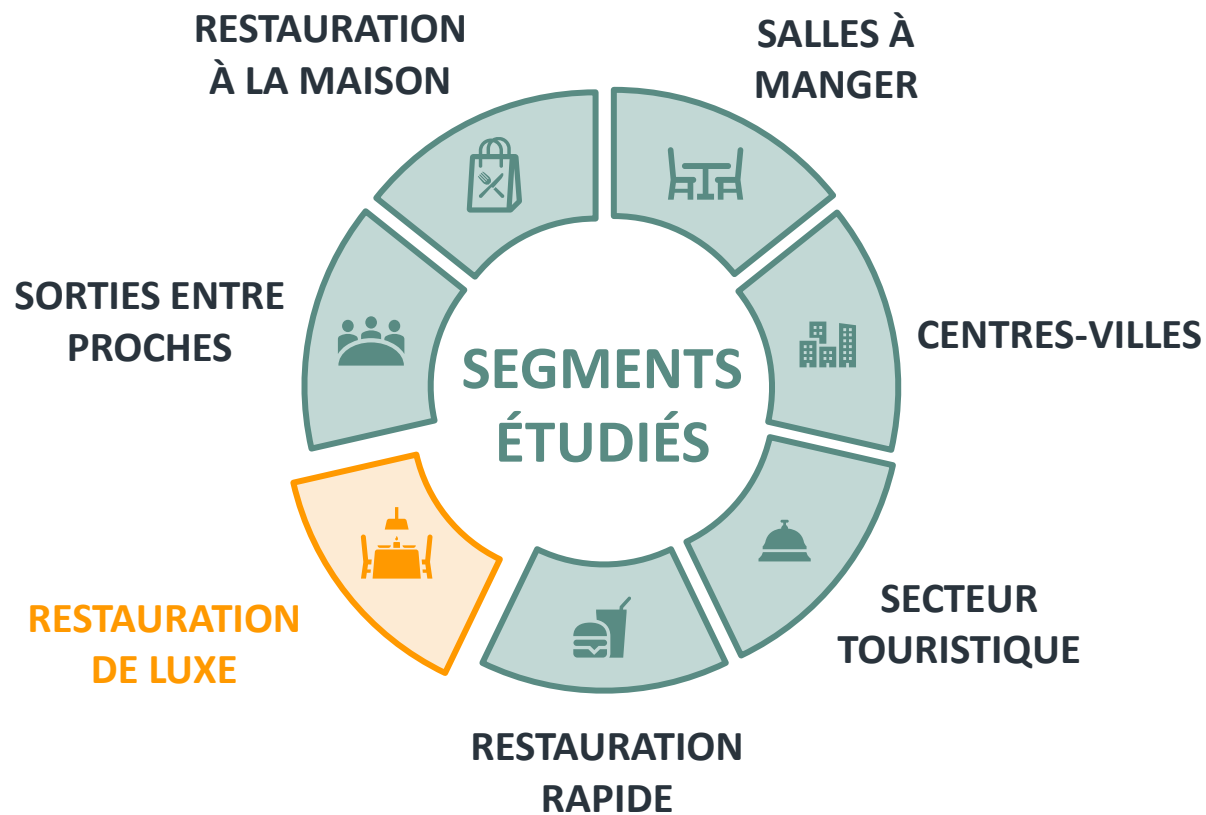 RESTAURATION
À LA MAISON
SALLES À
MANGER
SORTIES ENTRE
PROCHES
CENTRES-VILLES
SEGMENTS
ÉTUDIÉS
RESTAURATION
DE LUXE
SECTEUR
TOURISTIQUE
RESTAURATION
RAPIDE